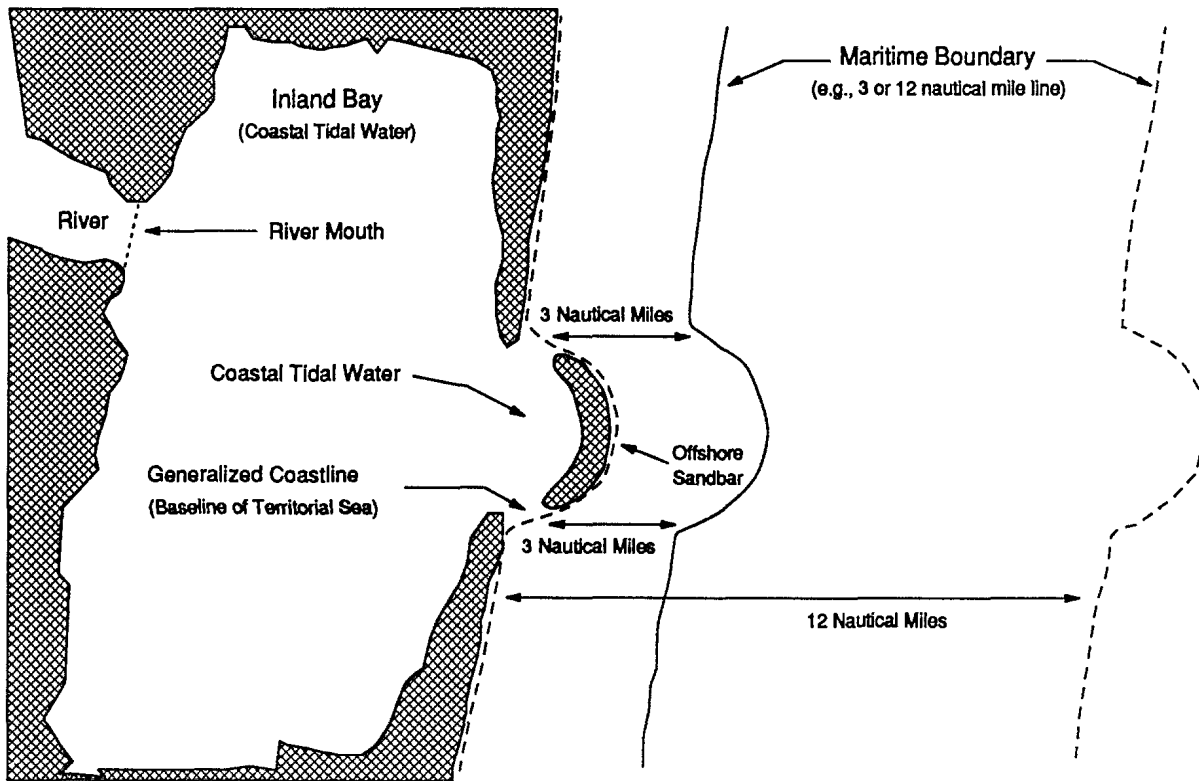 Maritime Boundary
(e.g., 3 or 12 nautical mile line)
Inland Bay
(Coastal Tidal Water)
River
River Mouth
3 Nautical Miles
Coastal Tidal Water
Offshore
Sandbar
Generalized Coastline
(Baseline of Territorial Sea)
3 Nautical Miles
12 Nautical Miles